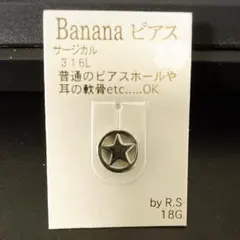 Banana ピアス
サージカル
316L
普通のピアスホールや
耳の軟骨etc.....OK
by R.S
18G